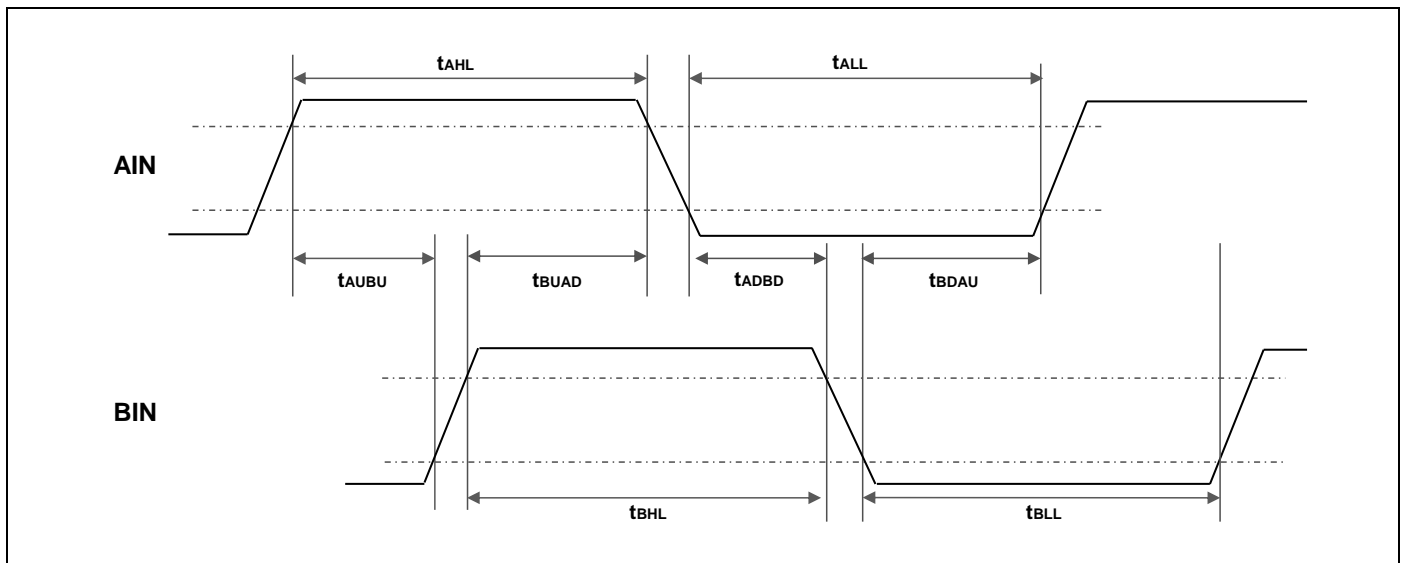 tAHL tALL
AIN
tAUBU tBUAD tADBD tBDAU
BIN
tBHL tBLL